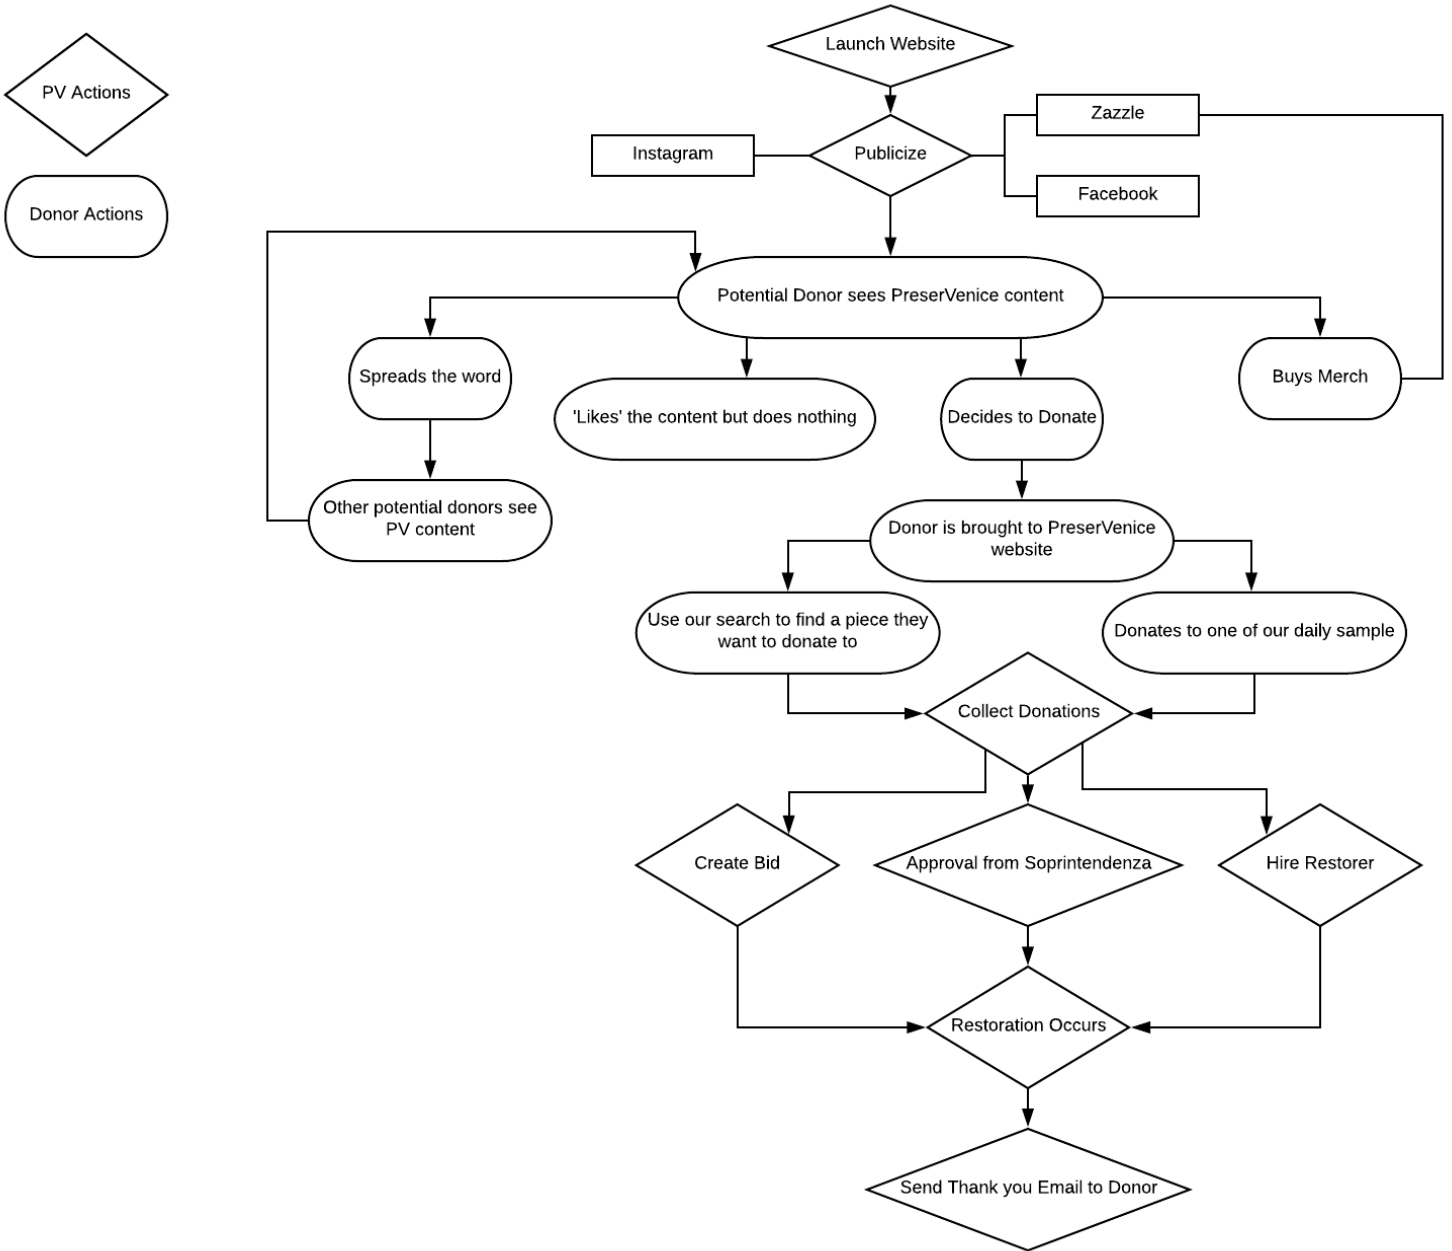 Launch Website
PV Actions
Zazzle
Instagram
Publicize
Facebook
Donor Actions
Potential Donor sees PreserVenice content
Spreads the word
Buys Merch
'Likes' the content but does nothing
Decides to Donate
Other potential donors see
PV content
Donor is brought to PreserVenice
website
Use our search to find a piece they
want to donate to
Donates to one of our daily sample
Collect Donations
Create Bid
Approval from Soprintendenza
Hire Restorer
Restoration Occurs
Send Thank you Email to Donor